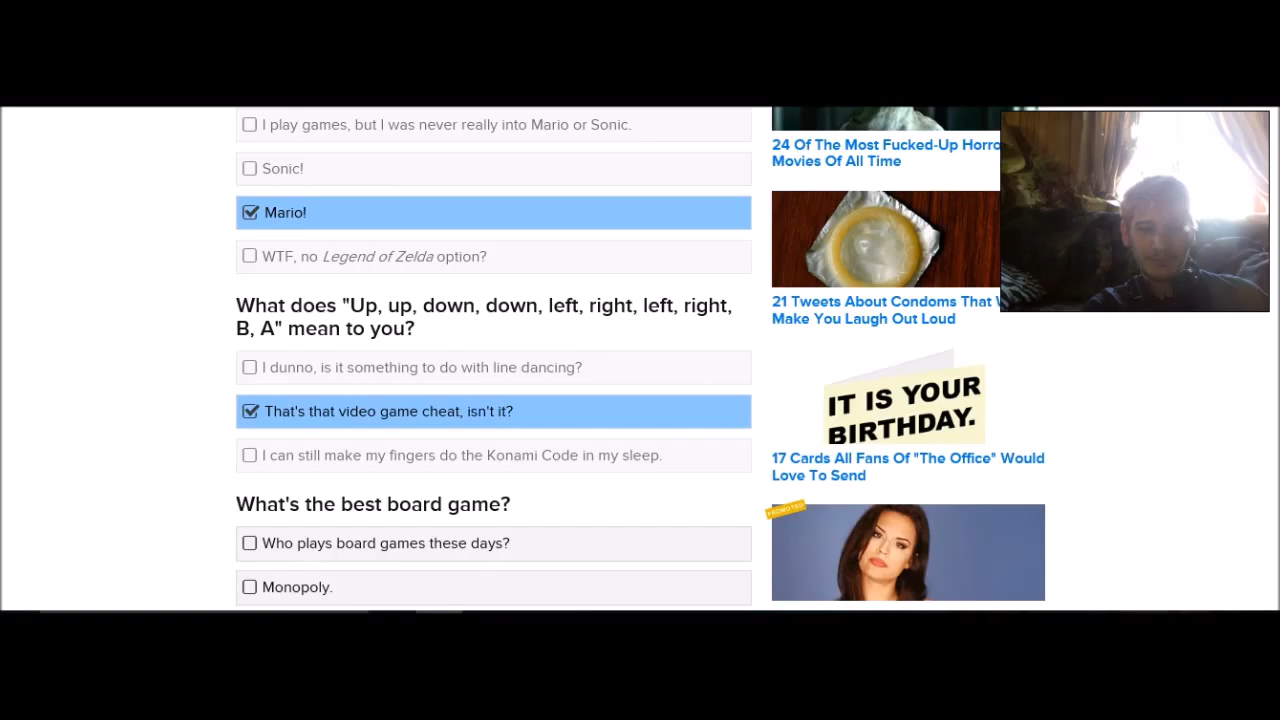 I play games, but I was never really into Mario or Sonic.
Sonic!
Mario!
WTF, no Legend of Zelda option?
What does "Up, up, down, down, left, right, left, right,
B, A" mean to you?
I dunno, is it something to do with line dancing?
That's that video game cheat, isn't it?
I can still make my fingers do the Konami Code in my sleep.
What's the best board game?
Who plays board games these days?
Monopoly.
24 Of The Most Fucked-Up Horro
Movies Of All Time
21 Tweets About Condoms That
Make You Laugh Out Loud
IT IS YOUR
BIRTHDAY.
17 Cards All Fans Of "The Office" Would
Love To Send
PROMOTED